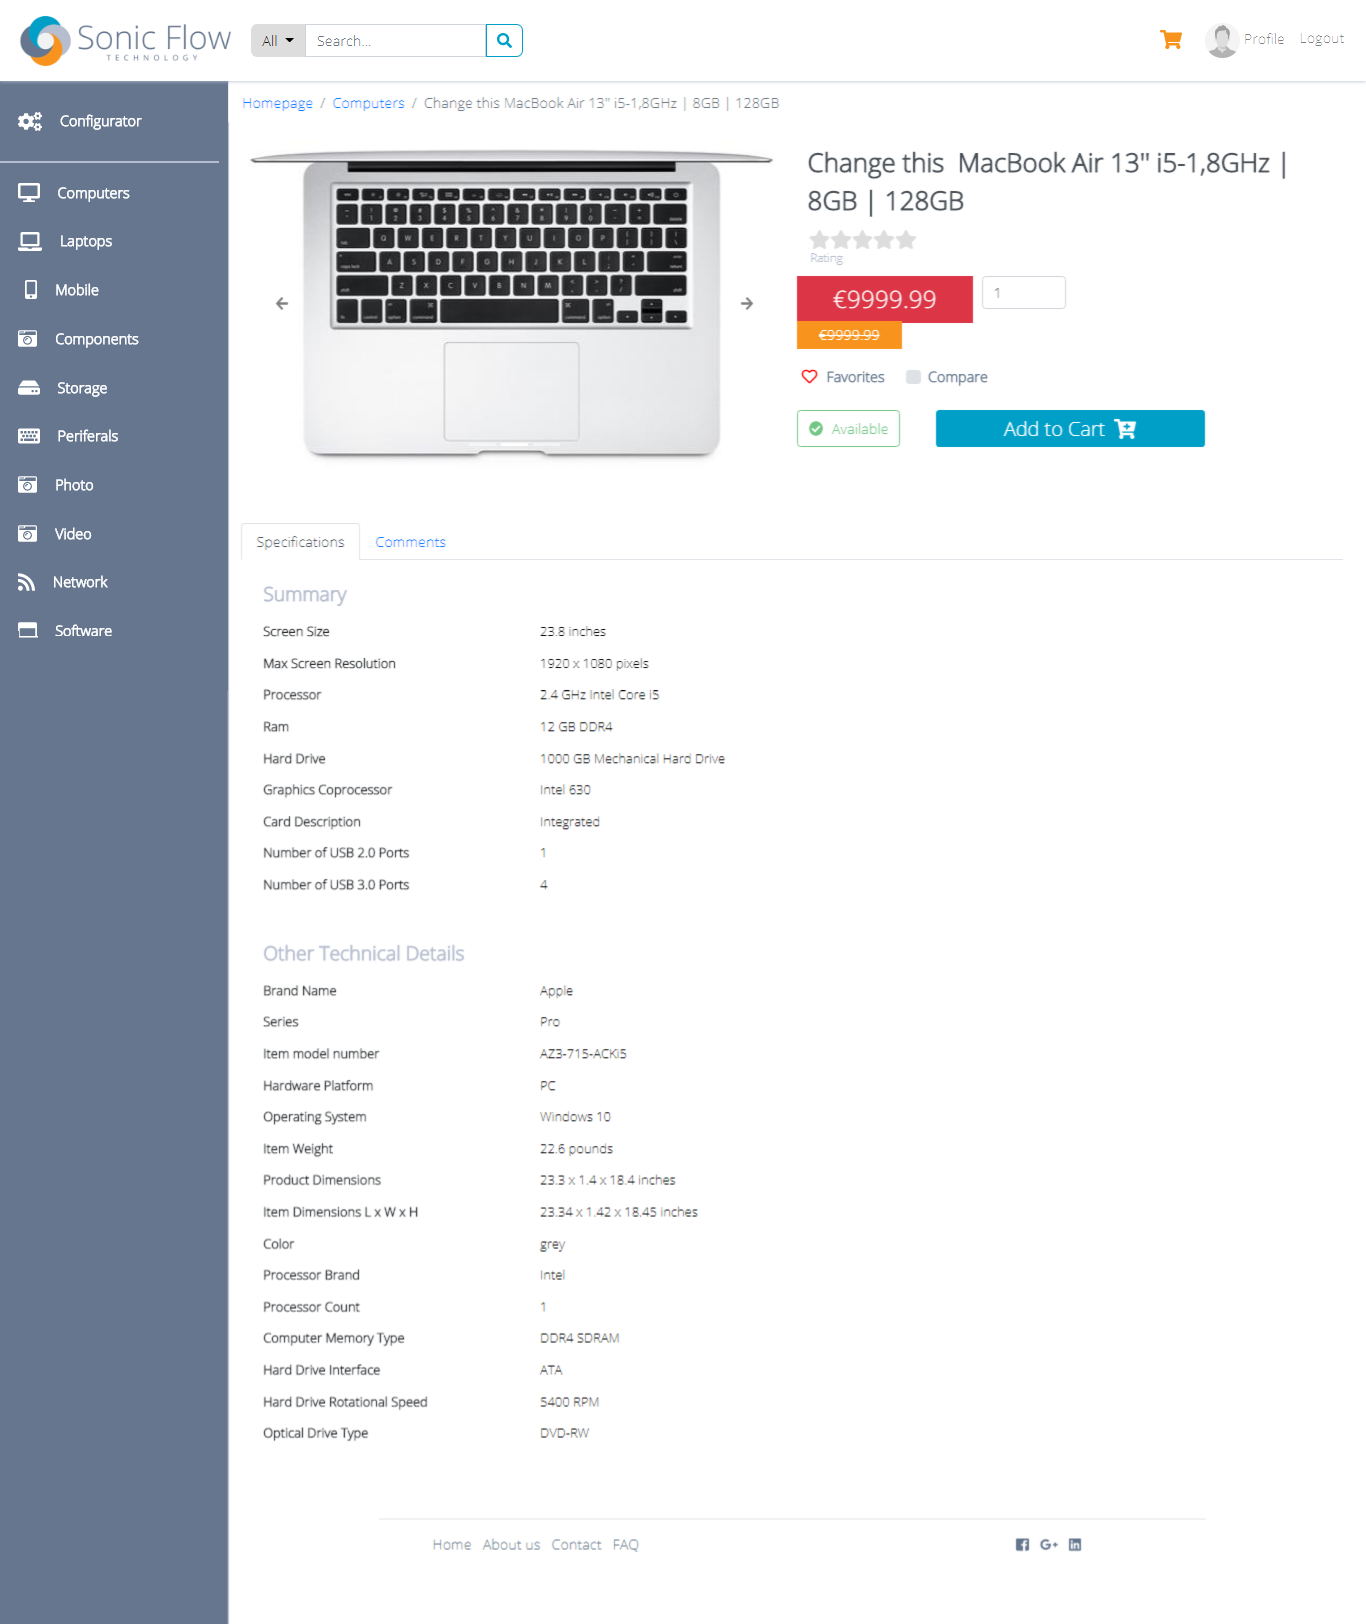 Sonic Flow
TECHNOLOGY
All
Search...
Profile
Logout
Configurator
Computers
Laptops
Mobile
Components
Storage
Periferals
Photo
Video
Network
Software
Homepage / Computers / Change this MacBook Air 13" i5-1,8GHz | 8GB | 128GB
Change this MacBook Air 13" i5-1,8GHz |
8GB | 128GB
Rating
€9999.99
1
€9999.99
Favorites
Compare
Available
Add to Cart
Specifications
Comments
Summary
Screen Size 23.8 inches
Max Screen Resolution 1920 x 1080 pixels
Processor 2.4 GHz Intel Core i5
Ram 12 GB DDR4
Hard Drive 1000 GB Mechanical Hard Drive
Graphics Coprocessor Intel 630
Card Description Integrated
Number of USB 2.0 Ports 1
Number of USB 3.0 Ports 4
Other Technical Details
Brand Name Apple
Series Pro
Item model number AZ3-715-ACKi5
Hardware Platform PC
Operating System Windows 10
Item Weight 22.6 pounds
Product Dimensions 23.3 x 1.4 x 18.4 inches
Item Dimensions L x W x H 23.34 x 1.42 x 18.45 inches
Color grey
Processor Brand Intel
Processor Count 1
Computer Memory Type DDR4 SDRAM
Hard Drive Interface ATA
Hard Drive Rotational Speed 5400 RPM
Optical Drive Type DVD-RW
Home About us Contact FAQ